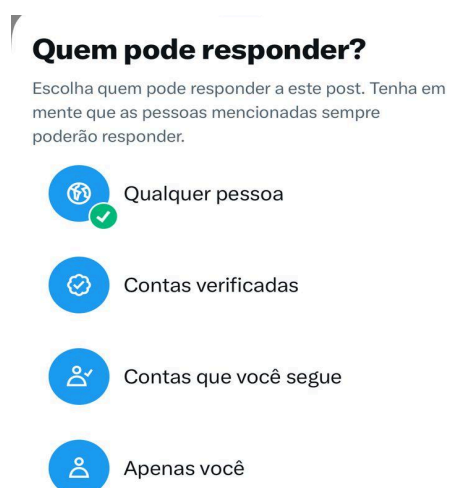 Quem pode responder?
Escolha quem pode responder a este post. Tenha em
mente que as pessoas mencionadas sempre
poderão responder.
Qualquer pessoa
Contas verificadas
Contas que você segue
Apenas você